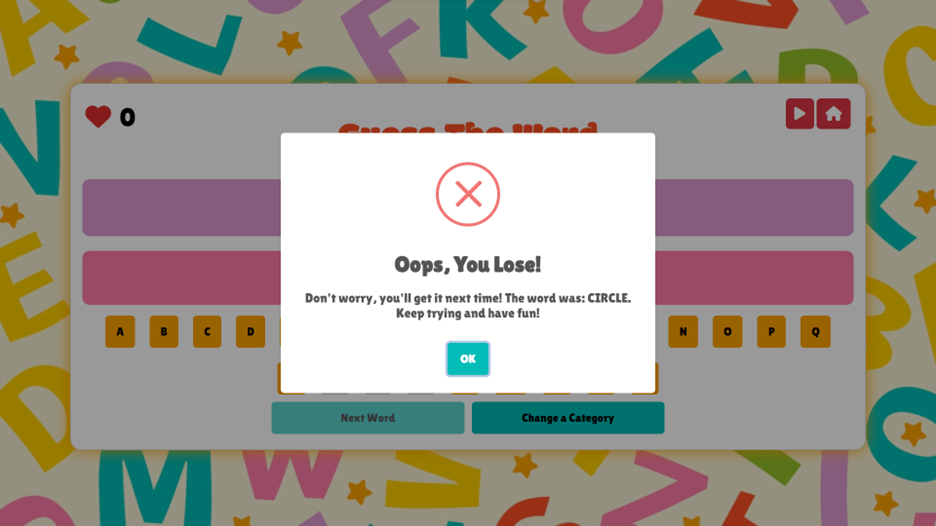 0
Guess The Word
Oops, You Lose!
Don't worry, you'll get it next time! The word was: CIRCLE.
Keep trying and have fun!
A B C D N O P Q
OK
Next Word Change a Category